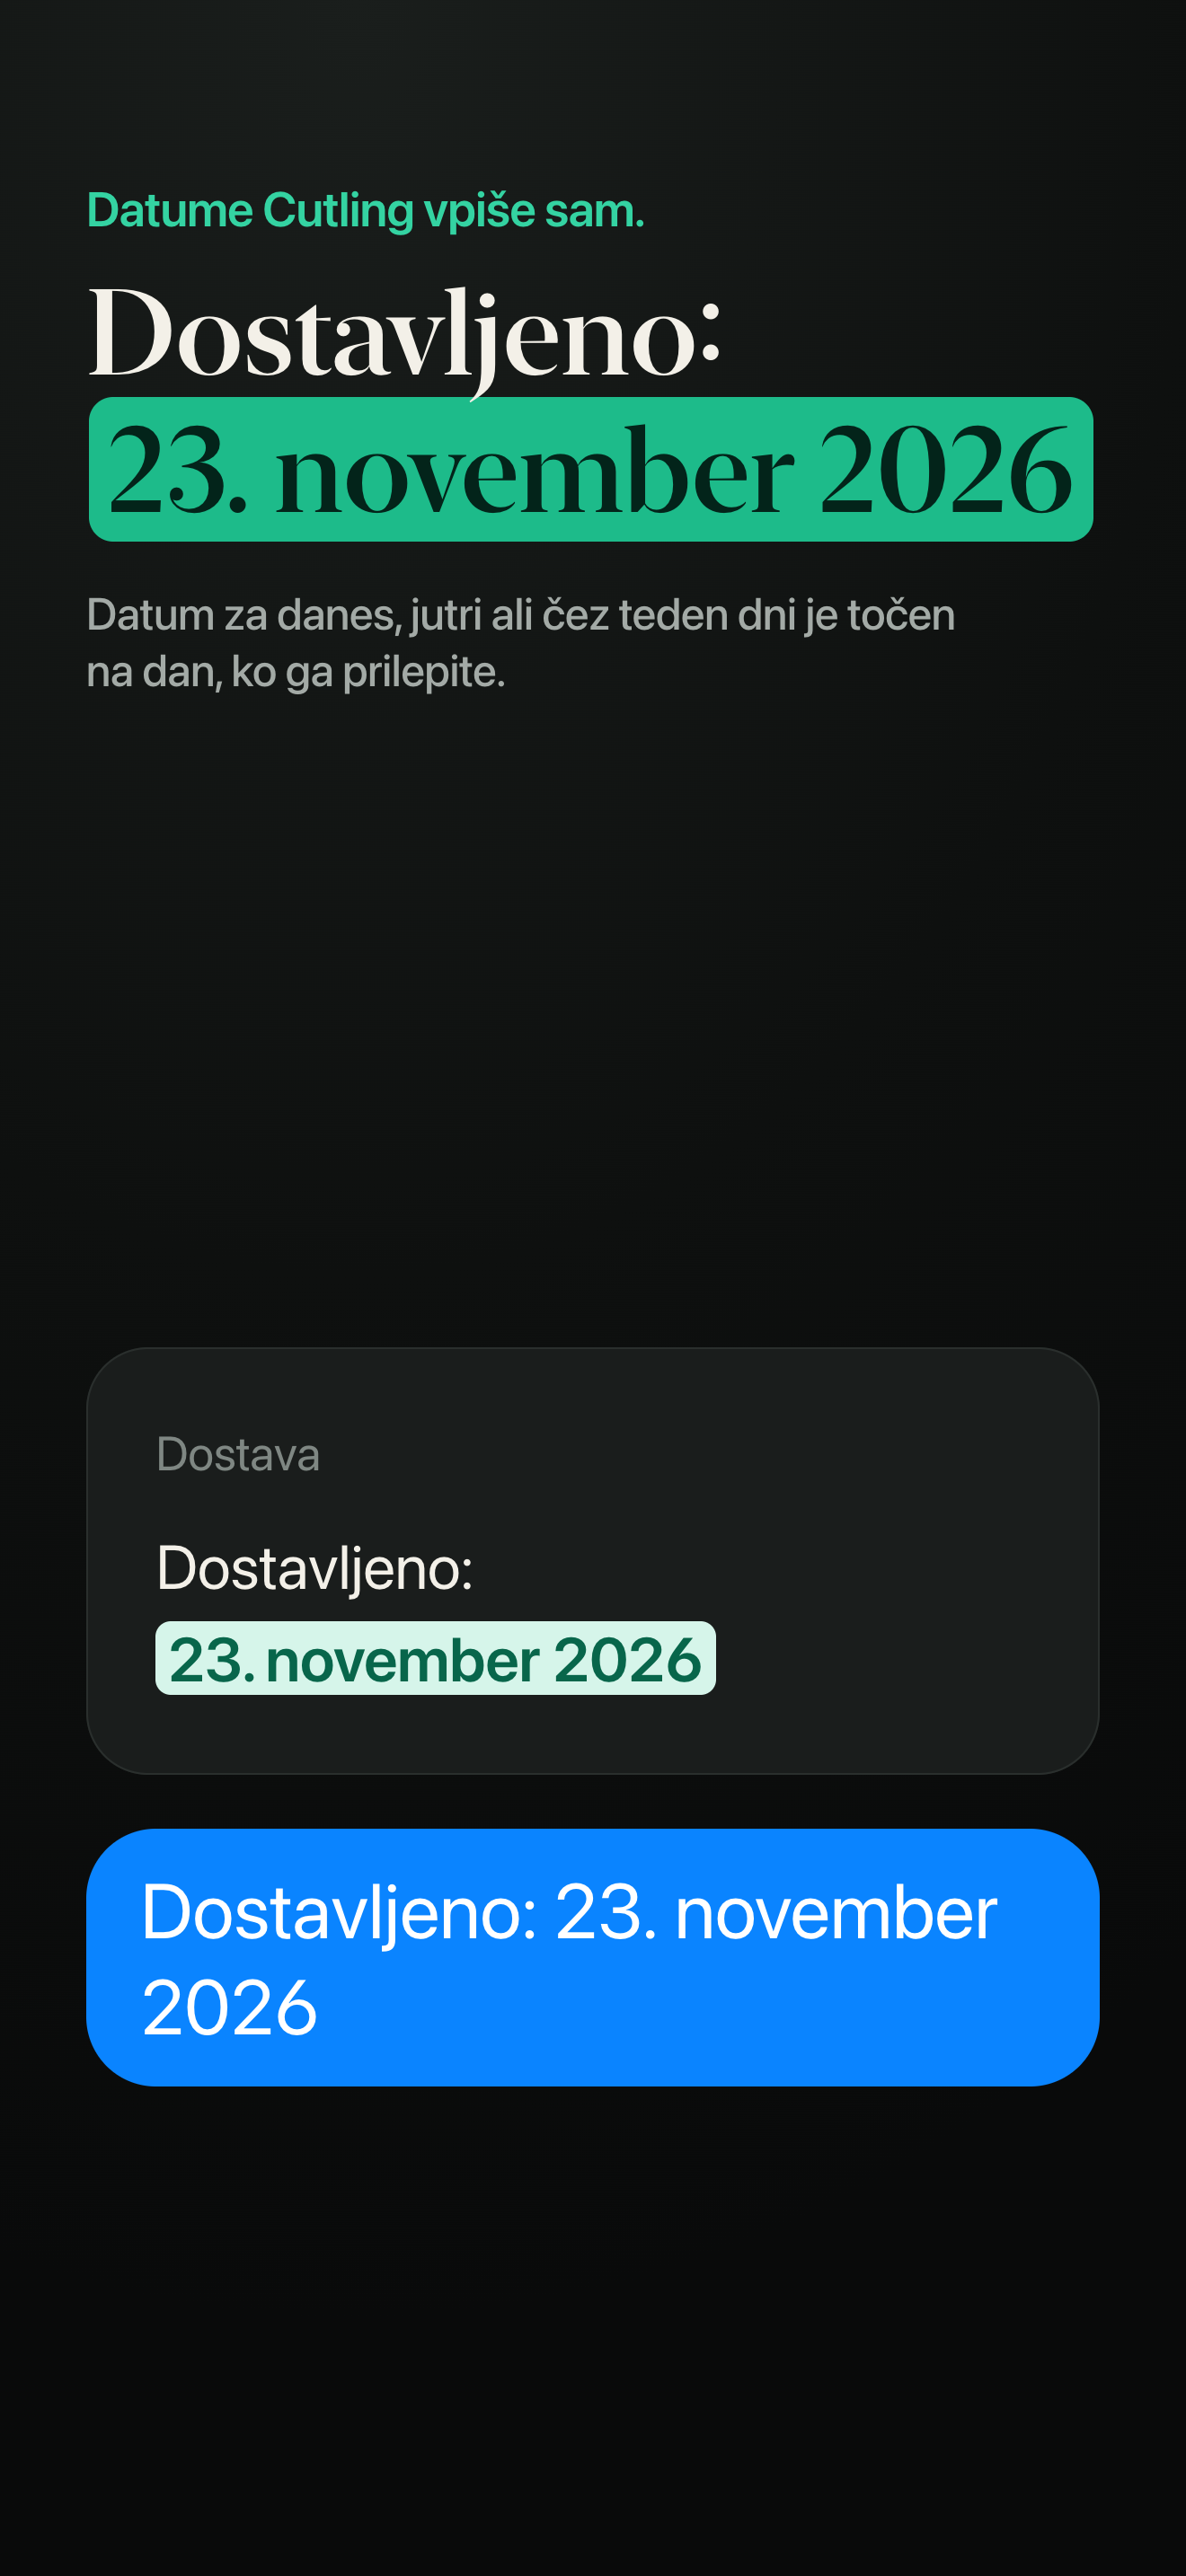 Datume Cutling vpiše sam.
Dostavljeno:
23. november 2026
Datum za danes, jutri ali čez teden dni je točen
na dan, ko ga prilepite.
Dostava
Dostavljeno:
23. november 2026
Dostavljeno: 23. november
2026